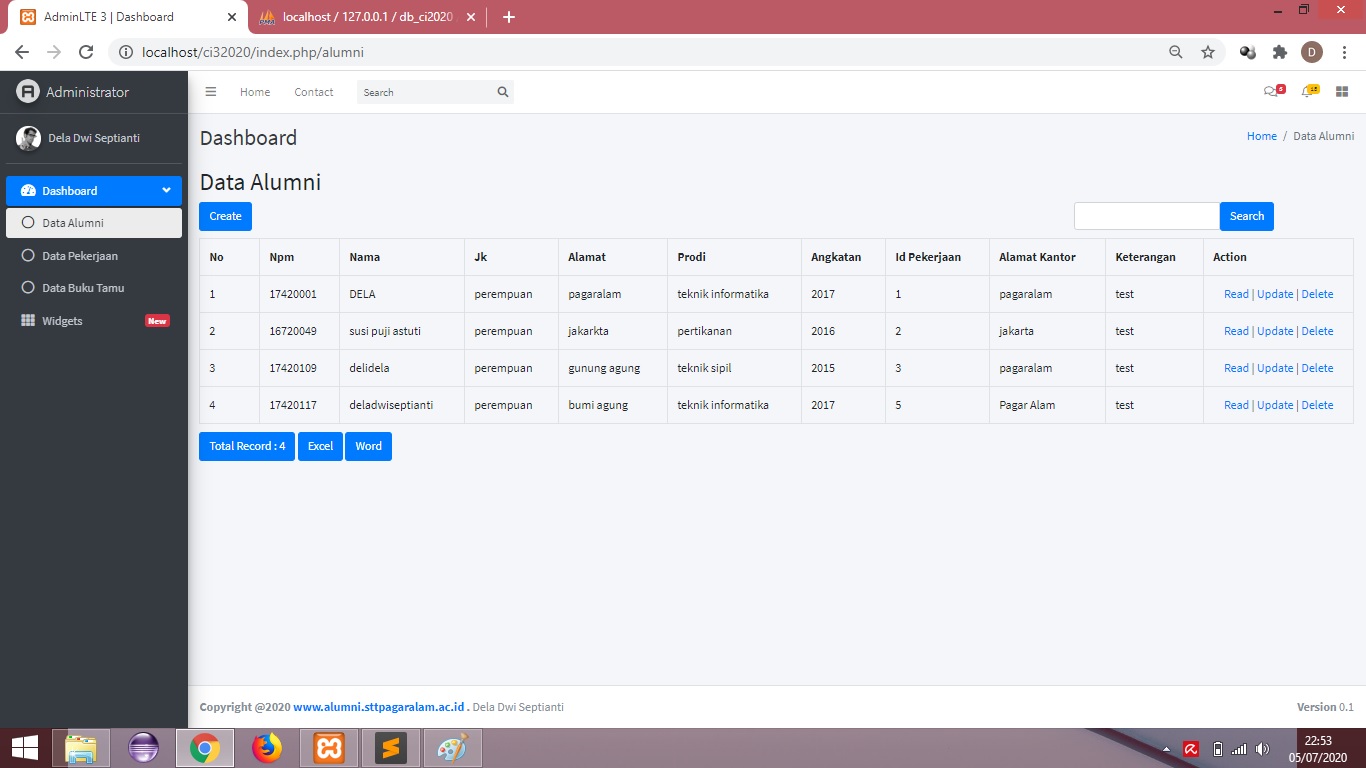 AdminLTE 3 | Dashboard
localhost / 127.0.0.1 / db_ci2020
localhost/ci32020/index.php/alumni
D
Administrator
Home Contact Search
Dela Dwi Septianti
Dashboard
Home / Data Alumni
Dashboard
Data Alumni
Data Pekerjaan
Data Buku Tamu
Widgets New
Data Alumni
Create Search
No Npm Nama Jk Alamat Prodi Angkatan Id Pekerjaan Alamat Kantor Keterangan Action
1 17420001 DELA perempuan pagaralam teknik informatika 2017 1 pagaralam test Read | Update | Delete
2 16720049 susi puji astuti perempuan jakarkta pertikanan 2016 2 jakarta test Read | Update | Delete
3 17420109 delidela perempuan gunung agung teknik sipil 2015 3 pagaralam test Read | Update | Delete
4 17420117 deladwiseptianti perempuan bumi agung teknik informatika 2017 5 Pagar Alam test Read | Update | Delete
Total Record : 4 Excel Word
Copyright @2020 www.alumni.sttpagaralam.ac.id . Dela Dwi Septianti
Version 0.1
22:53
05/07/2020